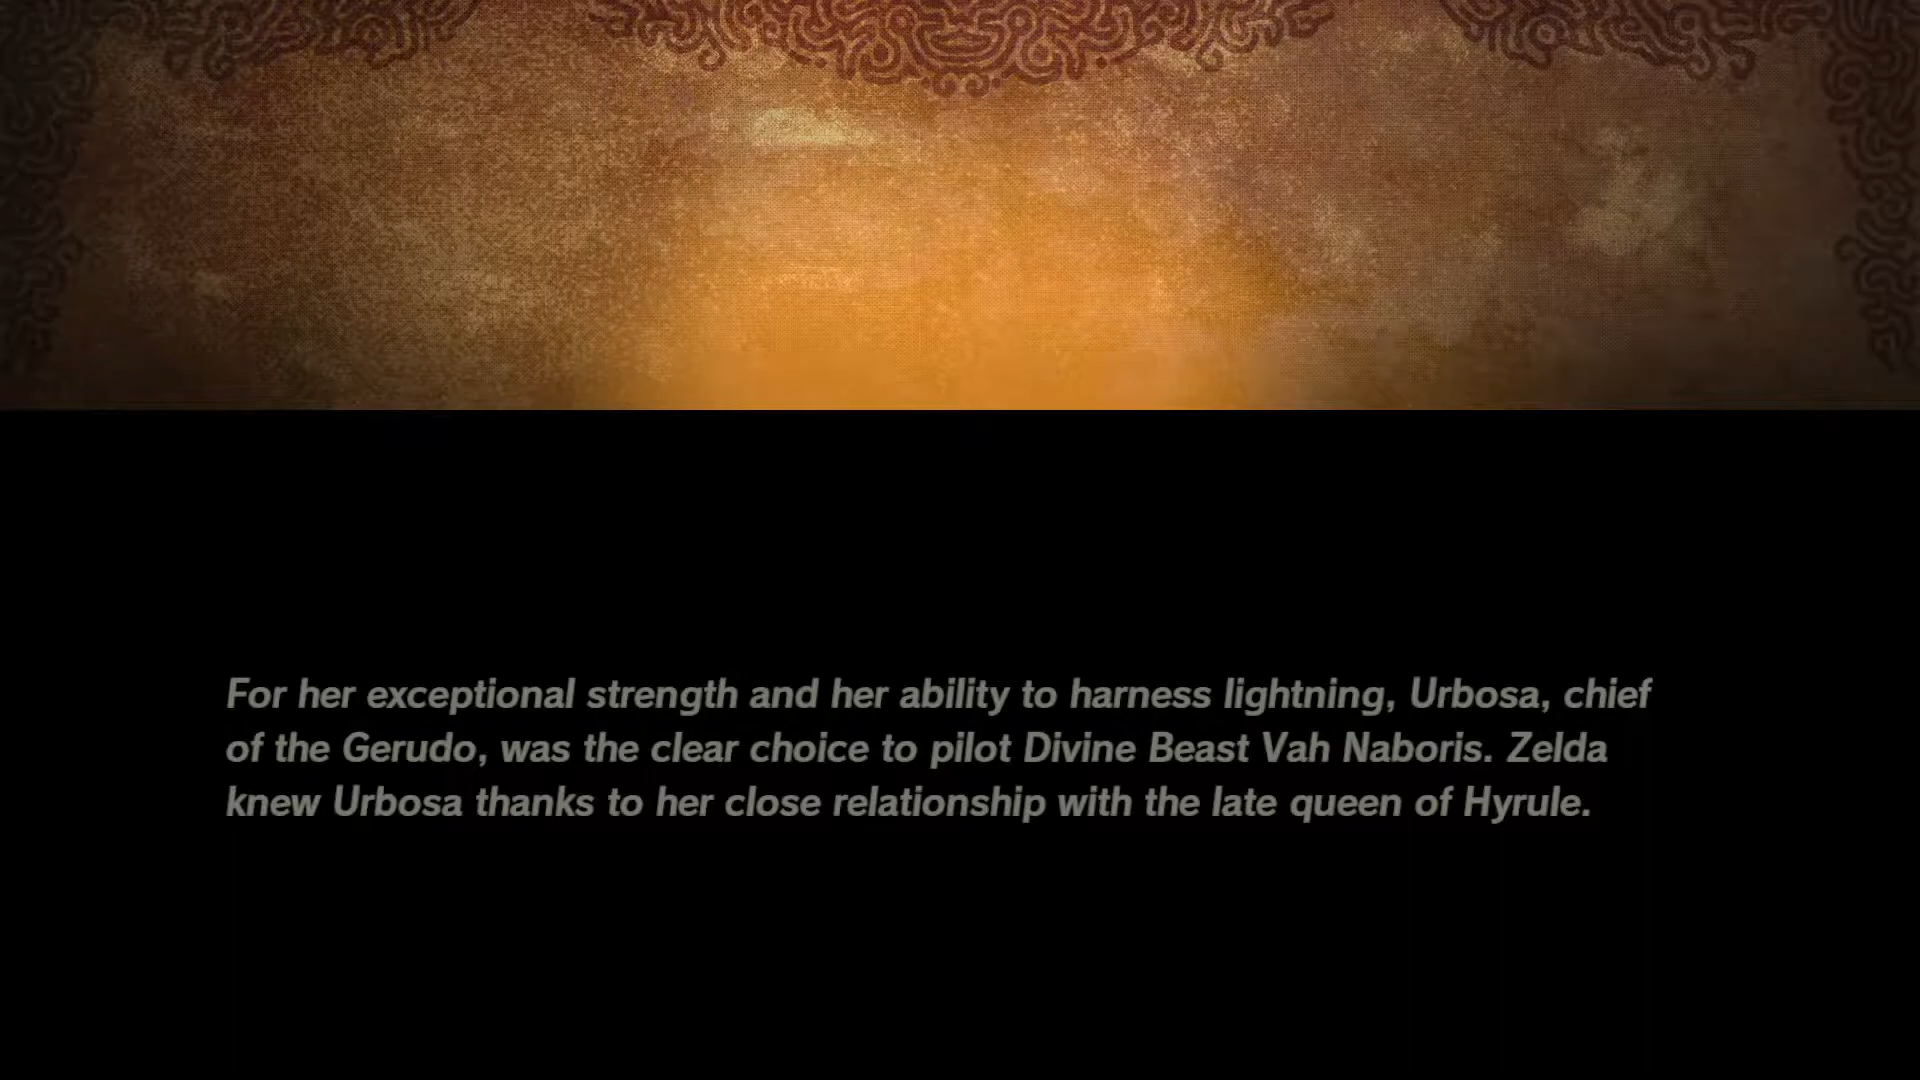 For her exceptional strength and her ability to harness lightning, Urbosa, chief
of the Gerudo, was the clear choice to pilot Divine Beast Vah Naboris. Zelda
knew Urbosa thanks to her close relationship with the late queen of Hyrule.